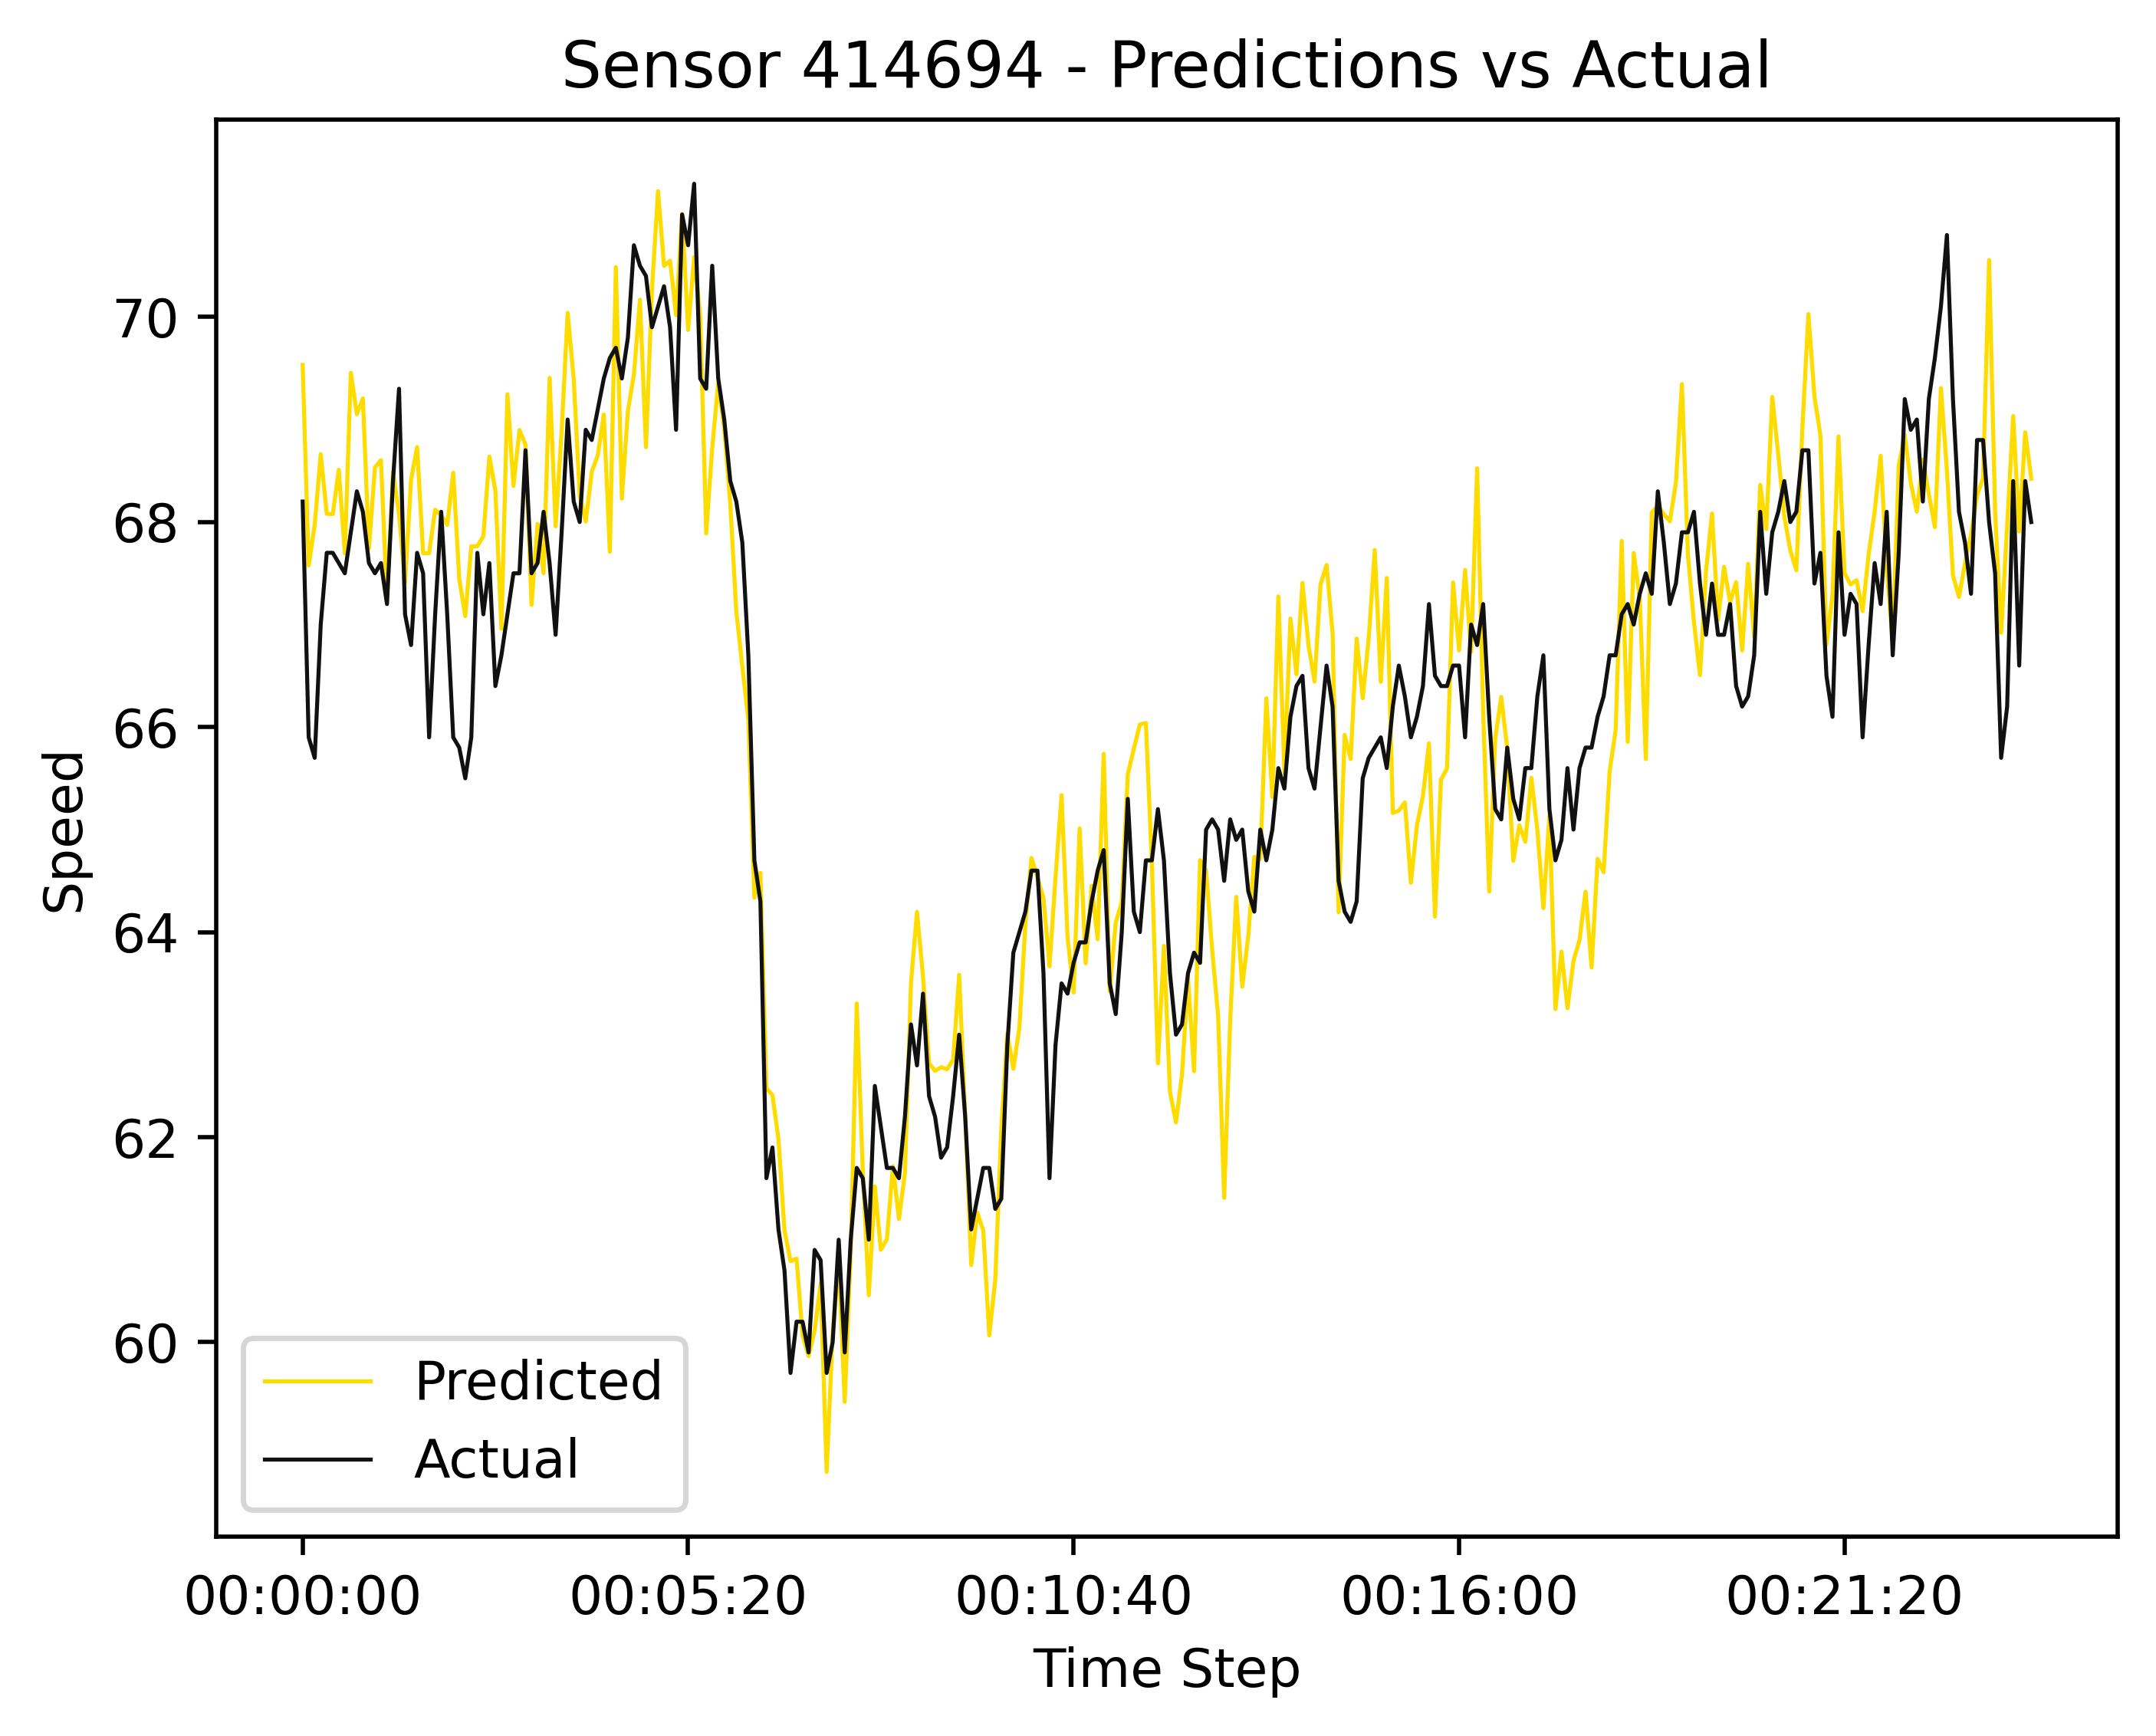 Sensor 414694 - Predictions vs Actual
70
68
66
64
62
60
Speed
Predicted
Actual
00:00:00 00:05:20 00:10:40 00:16:00 00:21:20
Time Step